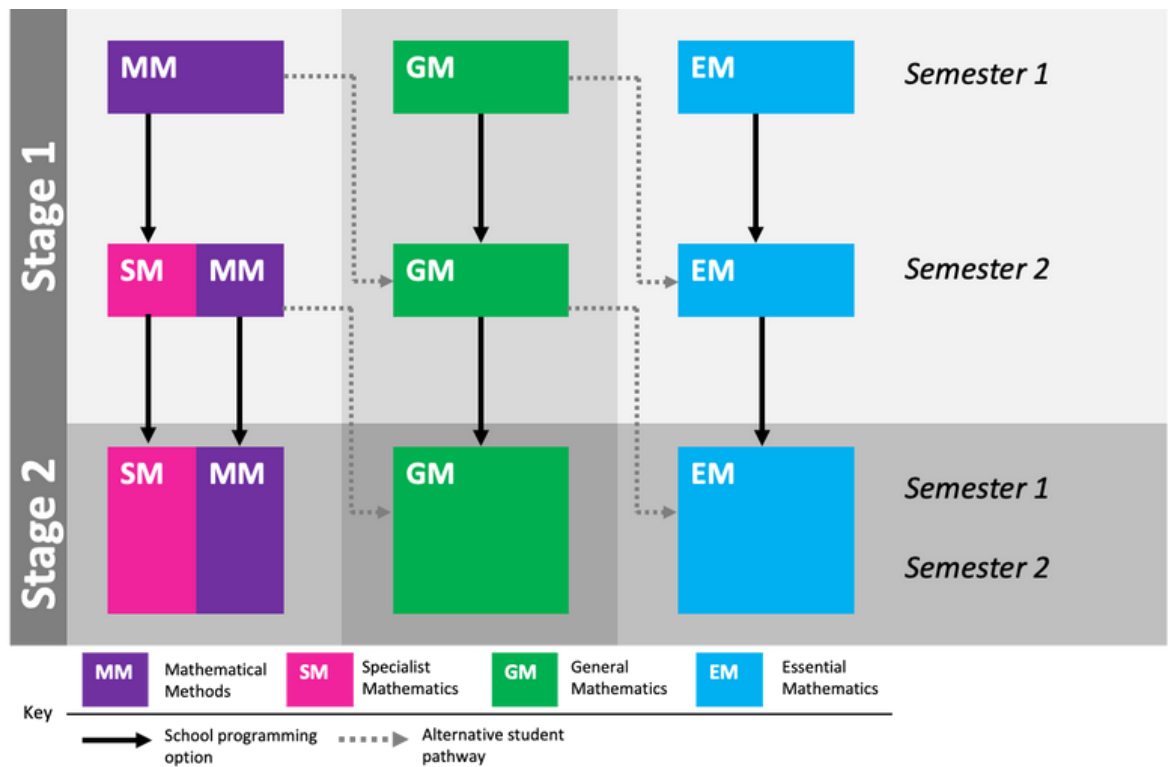 Stage 1
MM
GM
EM
Semester 1
SM
MM
GM
EM
Semester 2
Stage 2
SM
MM
GM
EM
Semester 1
Semester 2
Key
MM
Mathematical
Methods
SM
Specialist
Mathematics
GM
General
Mathematics
EM
Essential
Mathematics
School programming
option
Alternative student
pathway